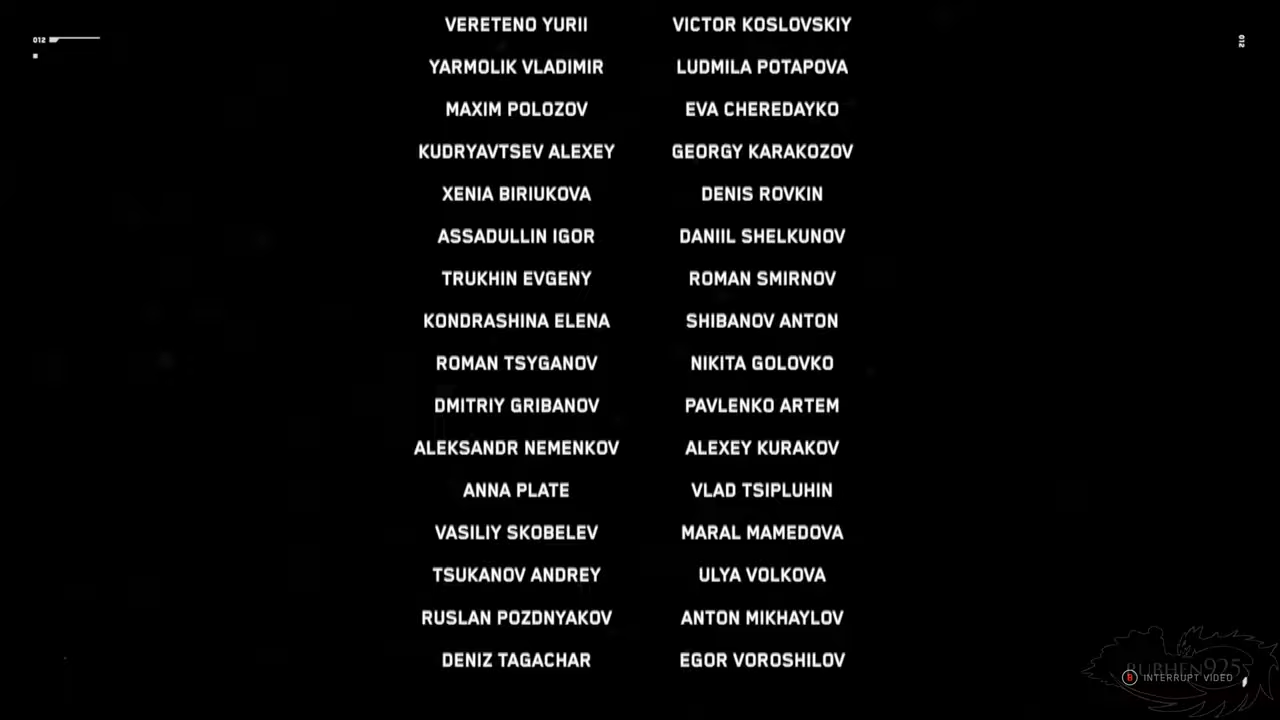 VERETENO YURII VICTOR KOSLOVSKIY
012 012
YARMOLIK VLADIMIR LUDMILA POTAPOVA
MAXIM POLOZOV EVA CHEREDAYKO
KUDRYAVTSEV ALEXEY GEORGY KARAKOZOV
XENIA BIRIUKOVA DENIS ROVKIN
ASSADULLIN IGOR DANIIL SHELKUNOV
TRUKHIN EVGENY ROMAN SMIRNOV
KONDRASHINA ELENA SHIBANOV ANTON
ROMAN TSYGANOV NIKITA GOLOVKO
DMITRIY GRIBANOV PAVLENKO ARTEM
ALEKSANDR NEMENKOV ALEXEY KURAKOV
ANNA PLATE VLAD TSIPLUHIN
VASILIY SKOBELEV MARAL MAMEDOVA
TSUKANOV ANDREY ULYA VOLKOVA
RUSLAN POZDNYAKOV ANTON MIKHAYLOV
DENIZ TAGACHAR EGOR VOROSHILOV
BUBHEN925
B INTERRUPT VIDEO